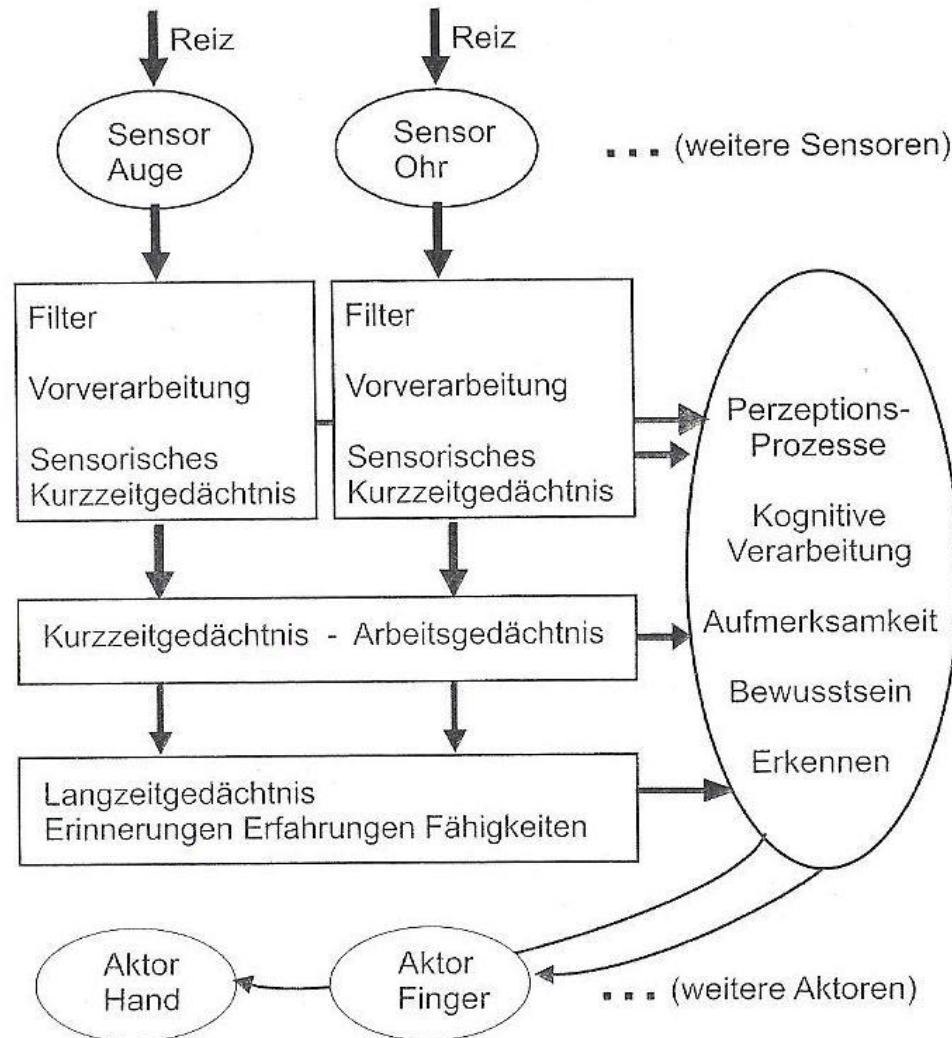 Reiz
Reiz
Sensor
Auge
Sensor
Ohr
... (weitere Sensoren)
Filter
Vorverarbeitung
Sensorisches
Kurzzeitgedächtnis
Filter
Vorverarbeitung
Sensorisches
Kurzzeitgedächtnis
Perzeptions-
Prozesse
Kognitive
Verarbeitung
Aufmerksamkeit
Bewusstsein
Erkennen
Kurzzeitgedächtnis - Arbeitsgedächtnis
Langzeitgedächtnis
Erinnerungen Erfahrungen Fähigkeiten
Aktor
Hand
Aktor
Finger
... (weitere Aktoren)